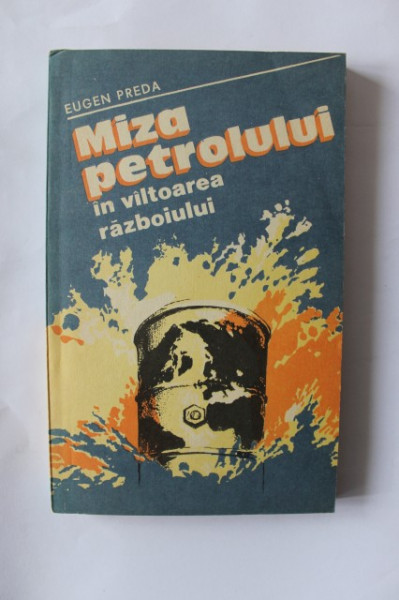 EUGEN PREDA
Miza
petrolului
în vîltoarea
războiului